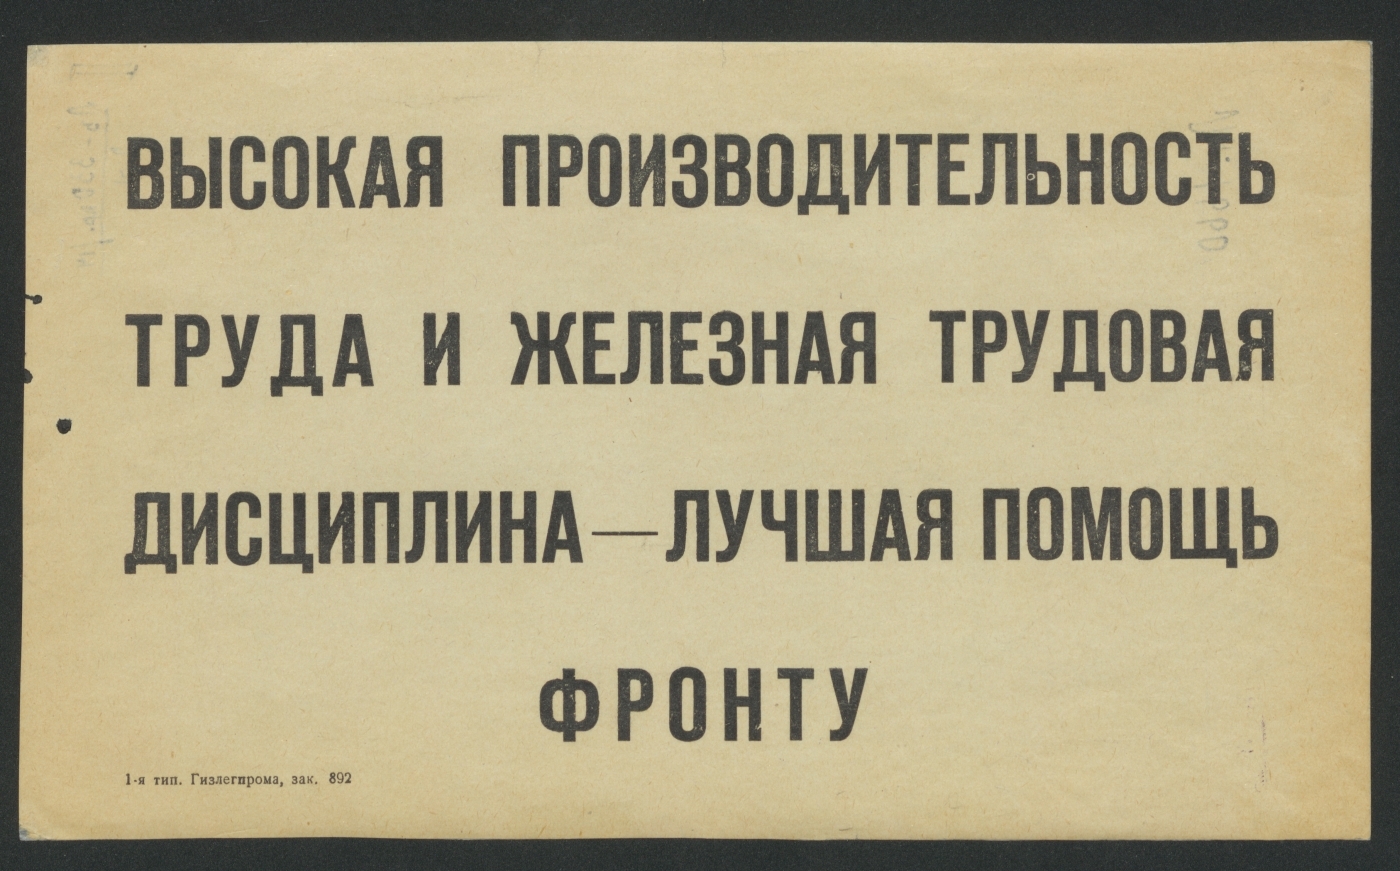 ВЫСОКАЯ ПРОИЗВОДИТЕЛЬНОСТЬ
ТРУДА И ЖЕЛЕЗНАЯ ТРУДОВАЯ
ДИСЦИПЛИНА — ЛУЧШАЯ ПОМОЩЬ
ФРОНТУ
1-я тип. Гизлегпрома, зак. 892